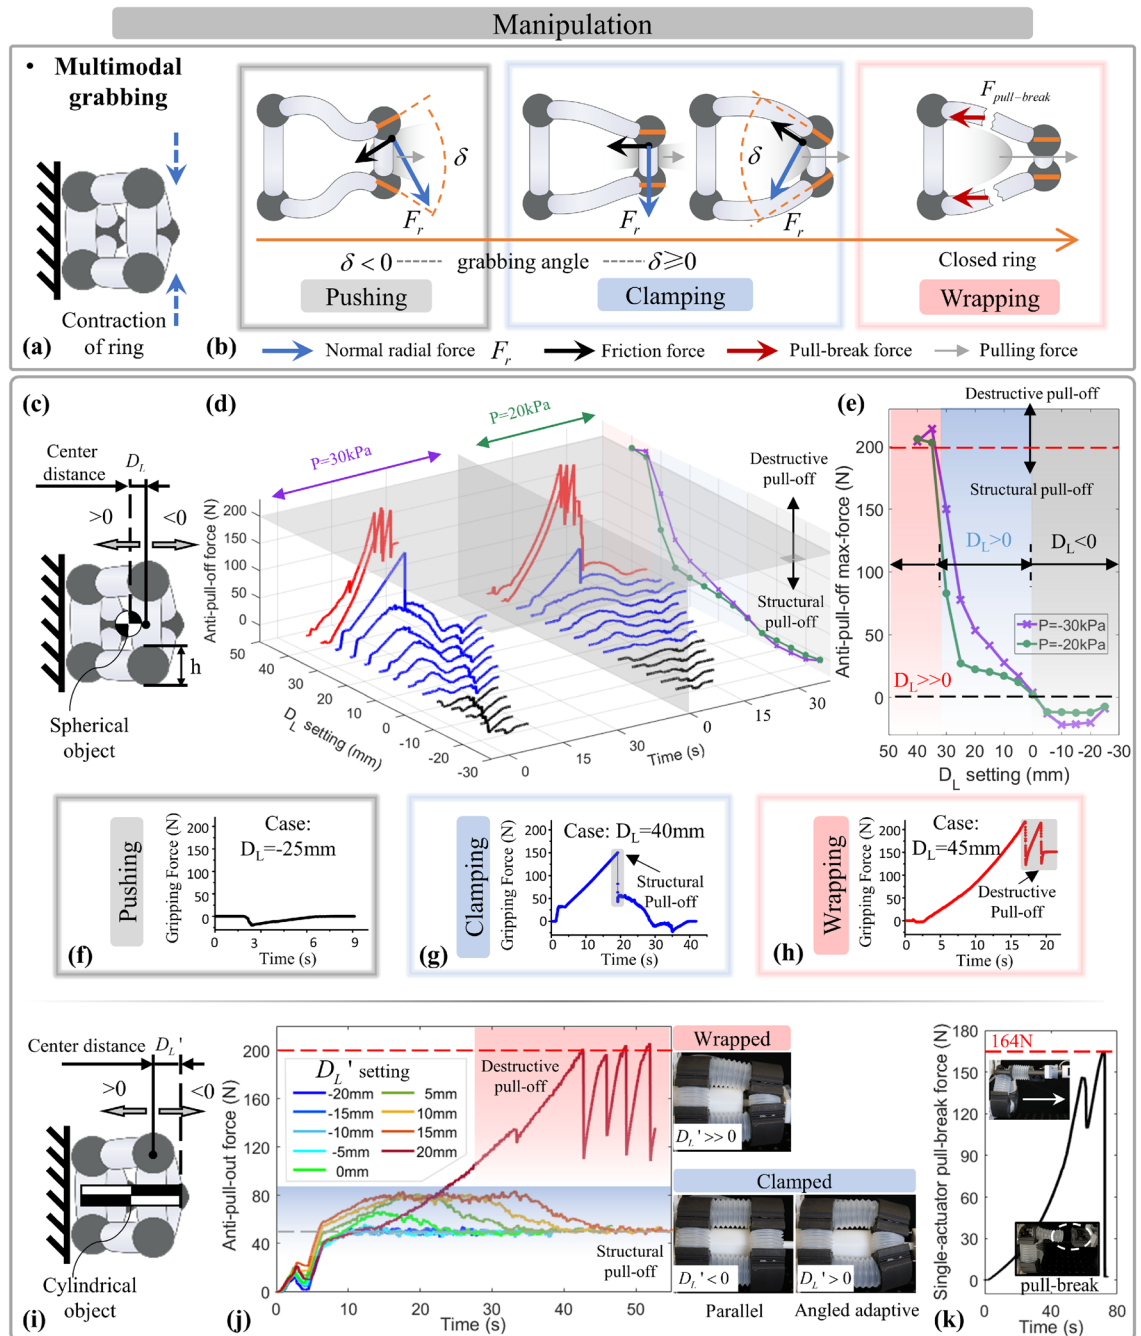 Manipulation
• Multimodal
grabbing
Contraction
of ring
(a)
δ
F_r
F_r
δ
F_r
F_pull-break
δ < 0 ----- grabbing angle ----- δ⩾0
Closed ring
Pushing
Clamping
Wrapping
(b)
Normal radial force F_r
Friction force
Pull-break force
Pulling force
(c)
Center
distance
D_L
>0
<0
h
Spherical
object
(d)
P=30kPa
P=20kPa
Destructive
pull-off
Structural
pull-off
Anti-pull-off force (N)
200
150
100
50
0
50
40
30
20
10
0
-10
-20
-30
D_L setting (mm)
0
15
30
0
15
30
Time (s)
(e)
Destructive pull-off
Structural pull-off
D_L>0
D_L<0
D_L>>0
P=-30kPa
P=-20kPa
Anti-pull-off max-force (N)
200
150
100
50
0
50 40 30 20 10 0 -10 -20 -30
D_L setting (mm)
Pushing
(f)
Gripping Force (N)
200
150
100
50
0
Case:
D_L=-25mm
0 3 6 9
Time (s)
Clamping
(g)
Gripping Force (N)
200
150
100
50
0
Case: D_L=40mm
Structural
Pull-off
0 10 20 30 40
Time (s)
Wrapping
(h)
Gripping Force (N)
200
150
100
50
0
Case:
D_L=45mm
Destructive
Pull-off
0 5 10 15 20
Time (s)
(i)
Center distance D_L'
>0
<0
Cylindrical
object
(j)
Anti-pull-out force (N)
200
160
120
80
40
0
D_L' setting
-20mm
-15mm
-10mm
-5mm
0mm
5mm
10mm
15mm
20mm
Destructive
pull-off
Structural
pull-off
0 10 20 30 40 50
Time (s)
Wrapped
D_L'>>0
Clamped
D_L'<0
D_L'>0
Parallel
Angled adaptive
(k)
Single-actuator pull-break force (N)
180
150
120
90
60
30
0
164N
pull-break
0 20 40 60 80
Time (s)